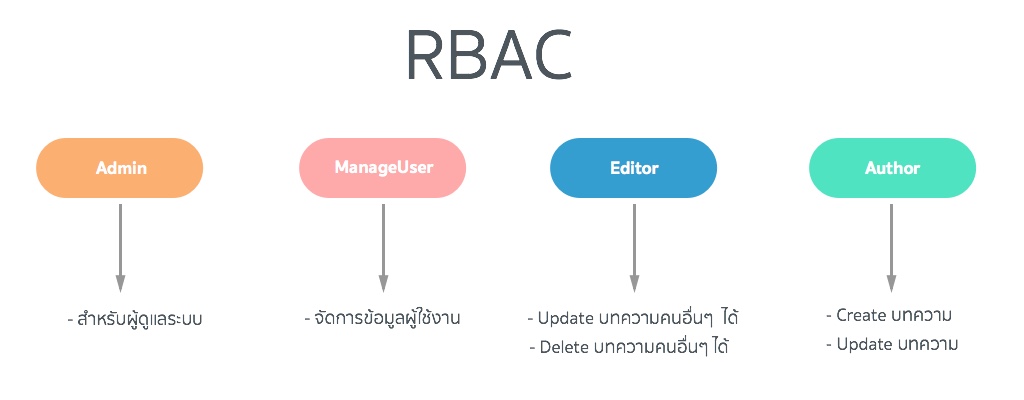 RBAC
Admin
ManageUser
Editor
Author
- สำหรับผู้ดูแลระบบ
- จัดการข้อมูลผู้ใช้งาน
- Update บทความคนอื่นๆ ได้
- Delete บทความคนอื่นๆ ได้
- Create บทความ
- Update บทความ